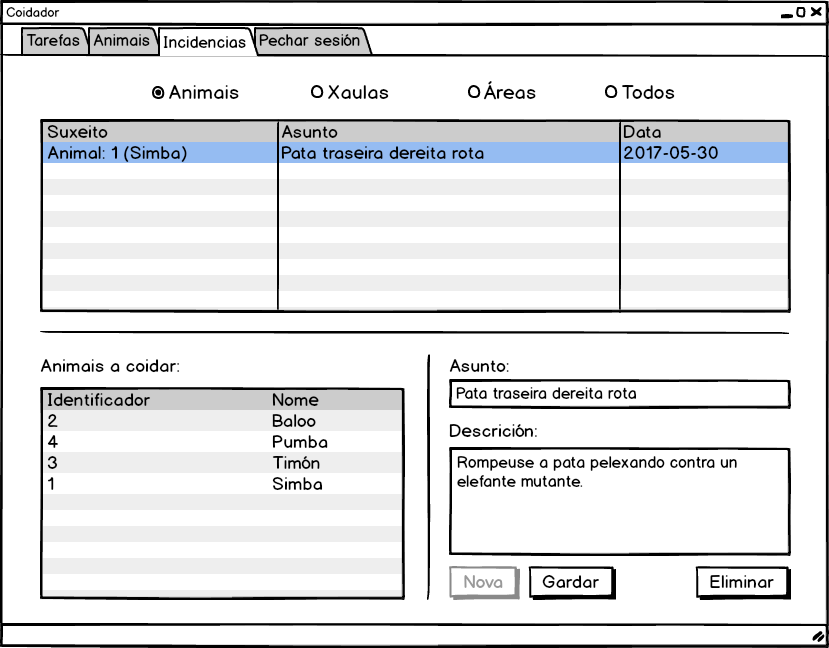 Coidador
Tarefas Animais Incidencias Pechar sesión
Animais Xaulas Áreas Todos
Suxeito Asunto Data
Animal: 1 (Simba) Pata traseira dereita rota 2017-05-30
Animais a coidar:
Identificador Nome
2 Baloo
4 Pumba
3 Timón
1 Simba
Asunto:
Pata traseira dereita rota
Descrición:
Rompeuse a pata pelexando contra un
elefante mutante.
Nova Gardar Eliminar